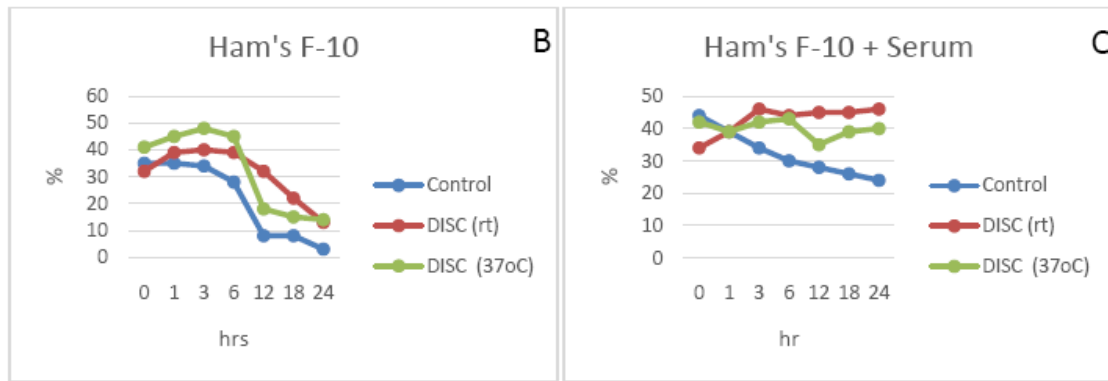 Ham's F-10
B
60
50
40
30
20
10
0
%
0 1 3 6 12 18 24
hrs
Control
DISC (rt)
DISC (37oC)
Ham's F-10 + Serum
C
50
40
30
20
10
0
%
0 1 3 6 12 18 24
hr
Control
DISC (rt)
DISC (37oC)